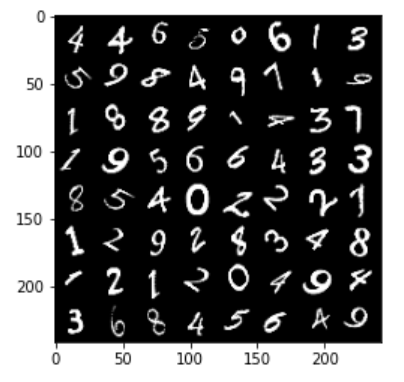 0
4 4 6 5 0 6 1 3
50 5 9 8 4 9 7 1
1 8 8 9 3 7
100 1 9 5 6 6 4 3 3
8 5 4 0 2 2 2
150
1 2 9 2 8 3 4 8
200 1 2 1 2 0 4 9 4
3 6 8 4 5 6 4 9
0 50 100 150 200